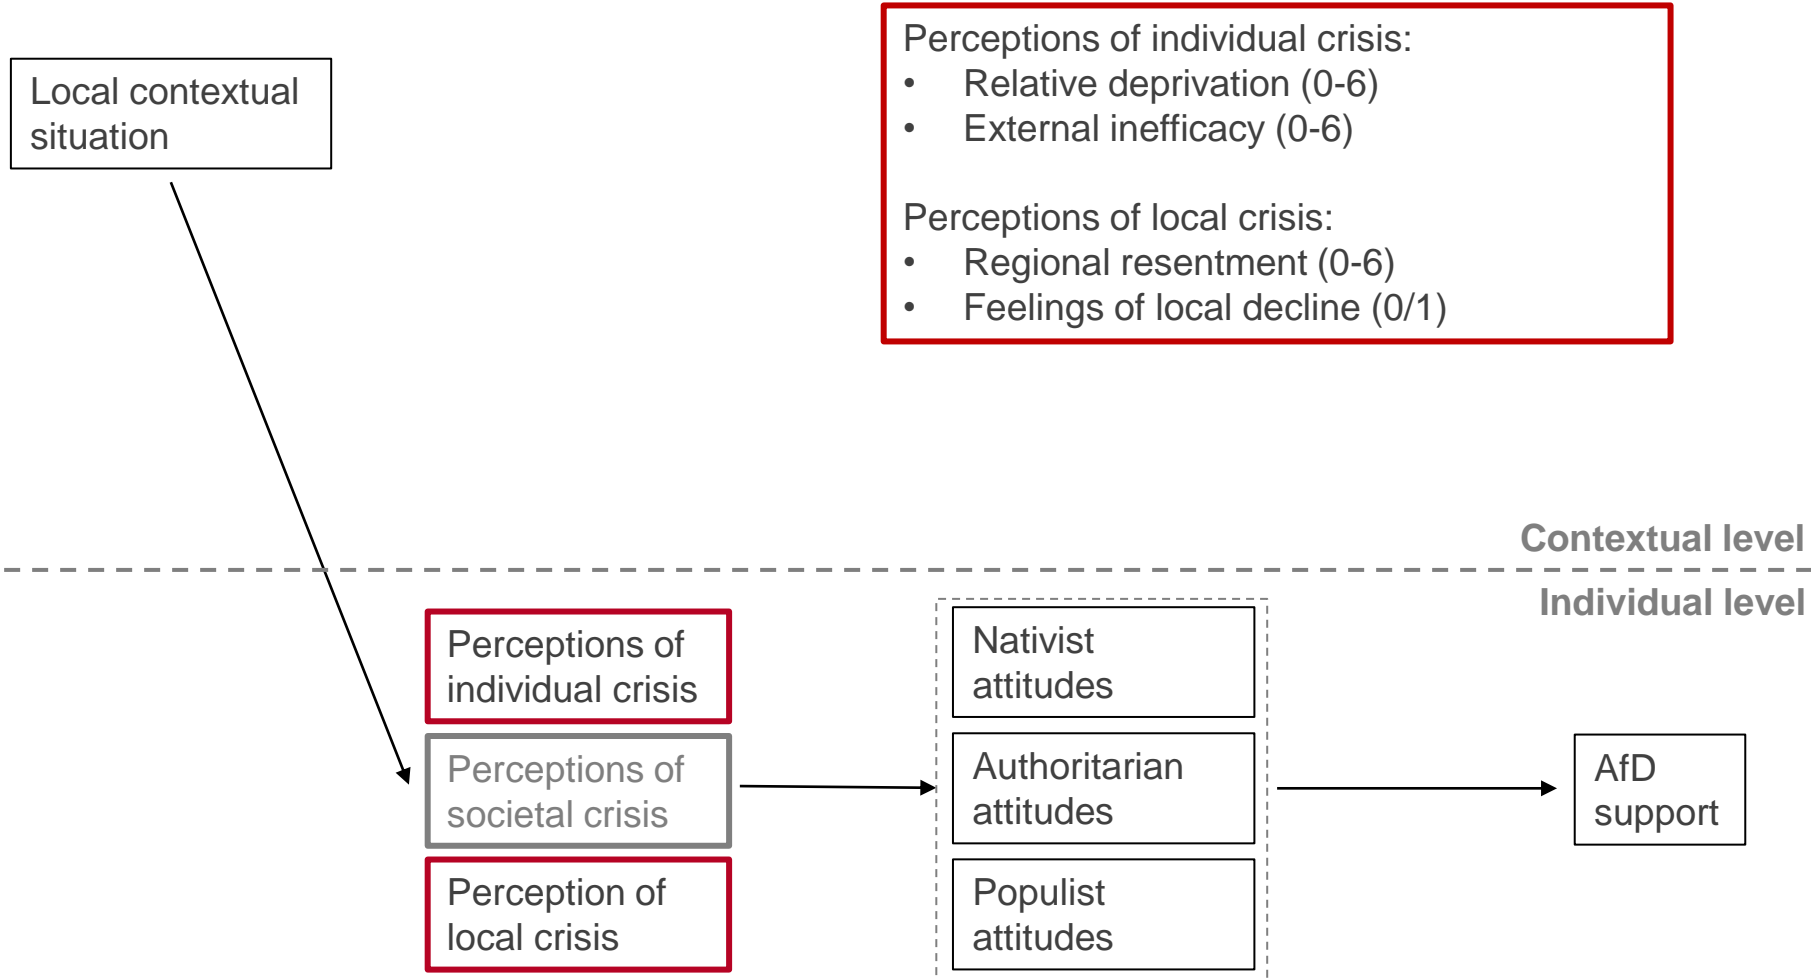 Local contextual
situation
Perceptions of individual crisis:
• Relative deprivation (0-6)
• External inefficacy (0-6)
Perceptions of local crisis:
• Regional resentment (0-6)
• Feelings of local decline (0/1)
Contextual level
Individual level
Perceptions of
individual crisis
Perceptions of
societal crisis
Perception of
local crisis
Nativist
attitudes
Authoritarian
attitudes
Populist
attitudes
AfD
support